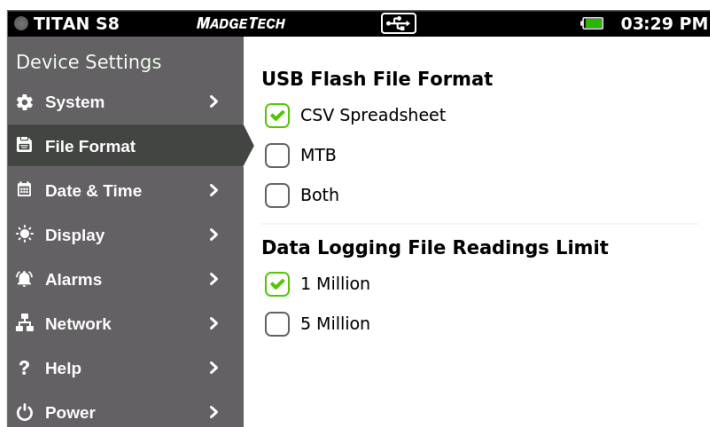 TITAN S8 MADGETECH 03:29 PM
Device Settings
System
File Format
Date & Time
Display
Alarms
Network
? Help
Power
USB Flash File Format
CSV Spreadsheet
MTB
Both
Data Logging File Readings Limit
1 Million
5 Million